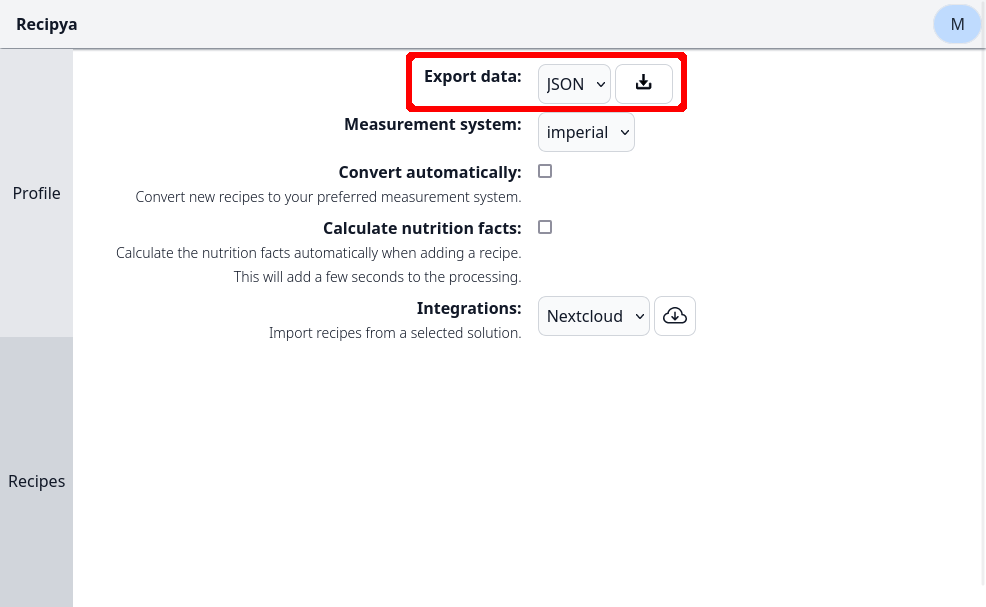 Recipya
M
Profile
Recipes
Export data: JSON
Measurement system: imperial
Convert automatically:
Convert new recipes to your preferred measurement system.
Calculate nutrition facts:
Calculate the nutrition facts automatically when adding a recipe.
This will add a few seconds to the processing.
Integrations: Nextcloud
Import recipes from a selected solution.